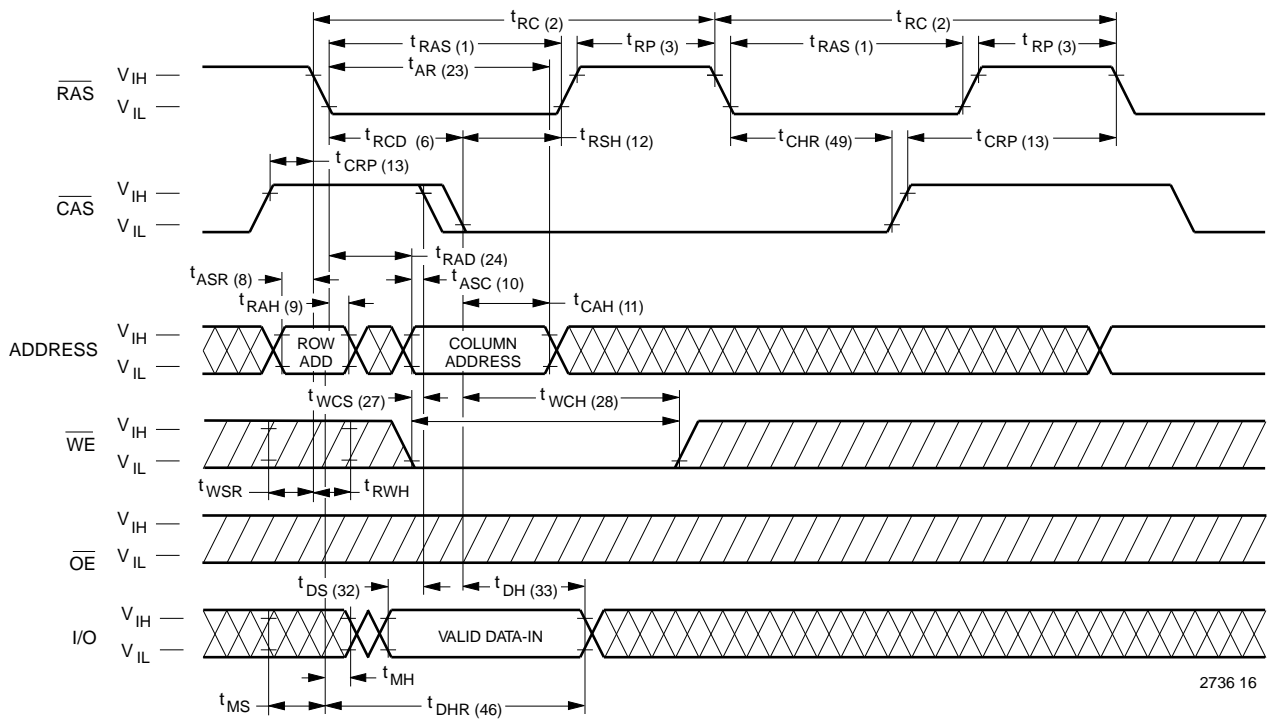 t RC (2) t RC (2)
t RAS (1) t RP (3) t RAS (1) t RP (3)
t AR (23)
RAS V IH
V IL
t RCD (6) t RSH (12) t CHR (49) t CRP (13)
t CRP (13)
CAS V IH
V IL
t RAD (24)
t ASR (8) t ASC (10)
t RAH (9) t CAH (11)
ADDRESS V IH ROW ADD COLUMN ADDRESS
V IL
t WCS (27) t WCH (28)
WE V IH
V IL
t WSR t RWH
V IH
OE V IL
t DS (32) t DH (33)
I/O V IH
V IL VALID DATA-IN
t MH 2736 16
t MS t DHR (46)